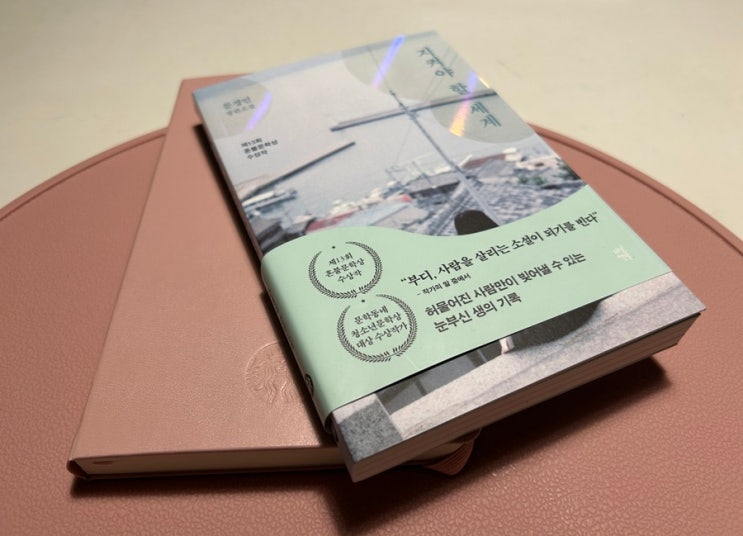 지켜야 할 세계
문경민
장편소설
제13회
혼불문학상
수상작
제13회
혼불문학상
수상작
문학동네
청소년문학상
대상 수상작가
“부디, 사람을 살리는 소설이 되기를 빈다”
- 작가의 말 중에서
허물어진 사람만이 빚어낼 수 있는
눈부신 생의 기록